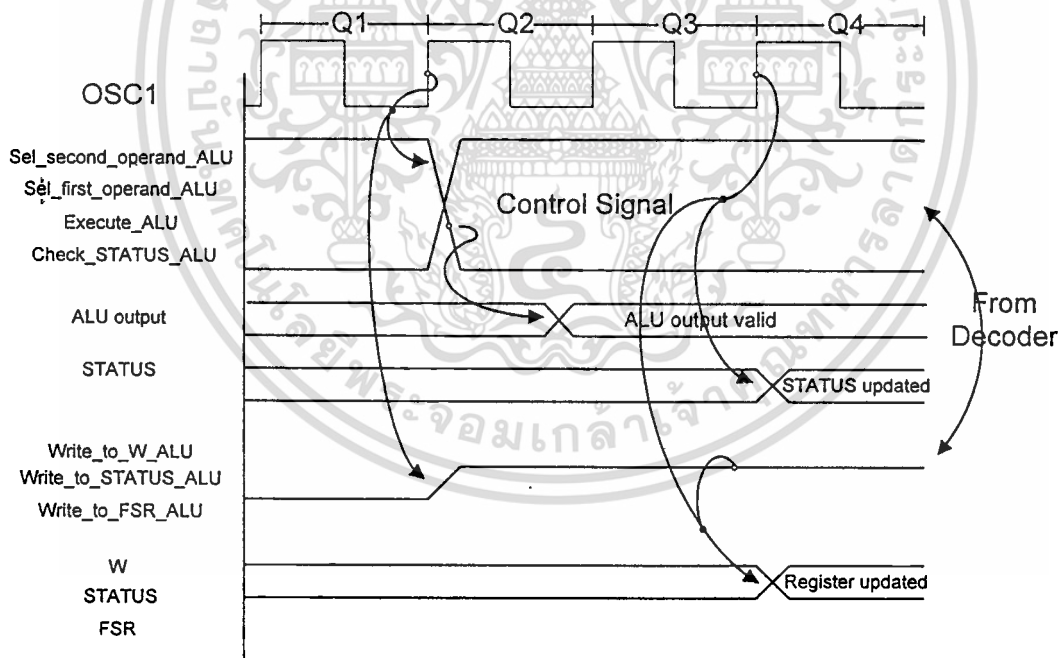 Q1 Q2 Q3 Q4
OSC1
Sel_second_operand_ALU
Sel_first_operand_ALU
Execute_ALU
Check_STATUS_ALU
Control Signal
ALU output
ALU output valid
From
Decoder
STATUS
STATUS updated
Write_to_W_ALU
Write_to_STATUS_ALU
Write_to_FSR_ALU
W
Register updated
STATUS
FSR